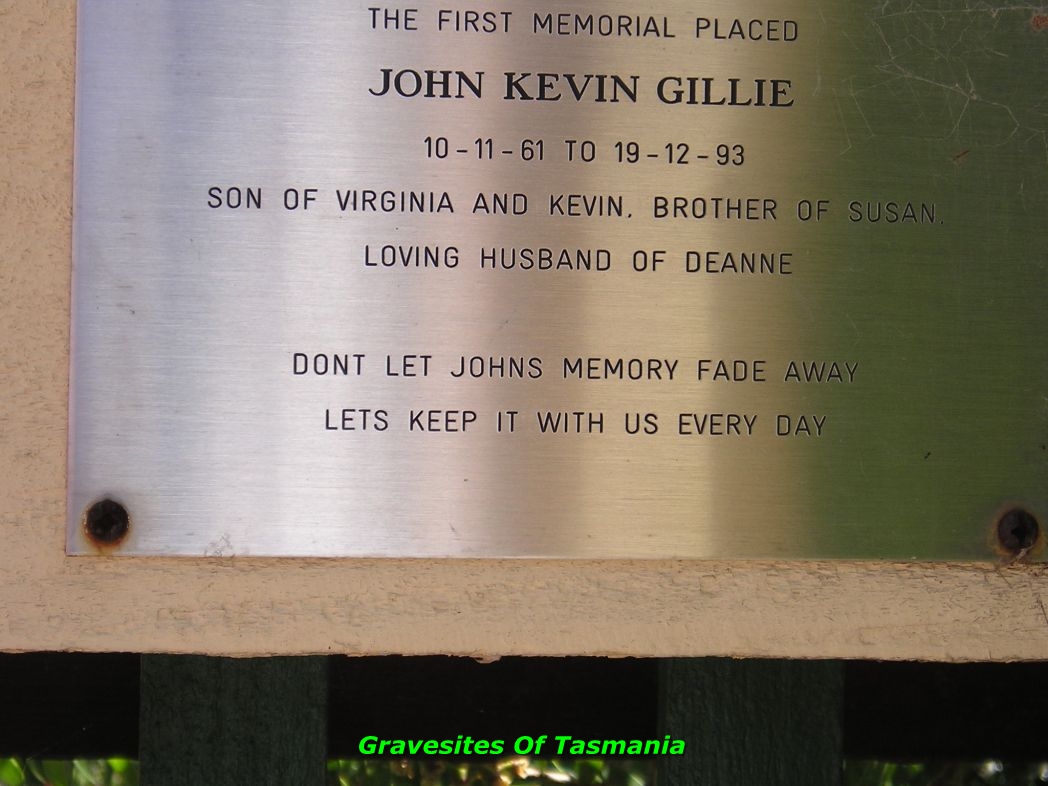 THE FIRST MEMORIAL PLACED
JOHN KEVIN GILLIE
10-11-61 TO 19-12-93
SON OF VIRGINIA AND KEVIN. BROTHER OF SUSAN.
LOVING HUSBAND OF DEANNE
DONT LET JOHNS MEMORY FADE AWAY
LETS KEEP IT WITH US EVERY DAY
Gravesites Of Tasmania